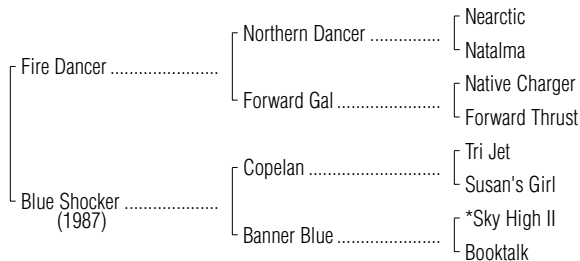 Nearctic
Northern Dancer ...............
Natalma
Fire Dancer .......................
Native Charger
Forward Gal ......................
Forward Thrust
Tri Jet
Copelan ............................
Susan's Girl
Blue Shocker ....................
(1987)
*Sky High II
Banner Blue ......................
Booktalk